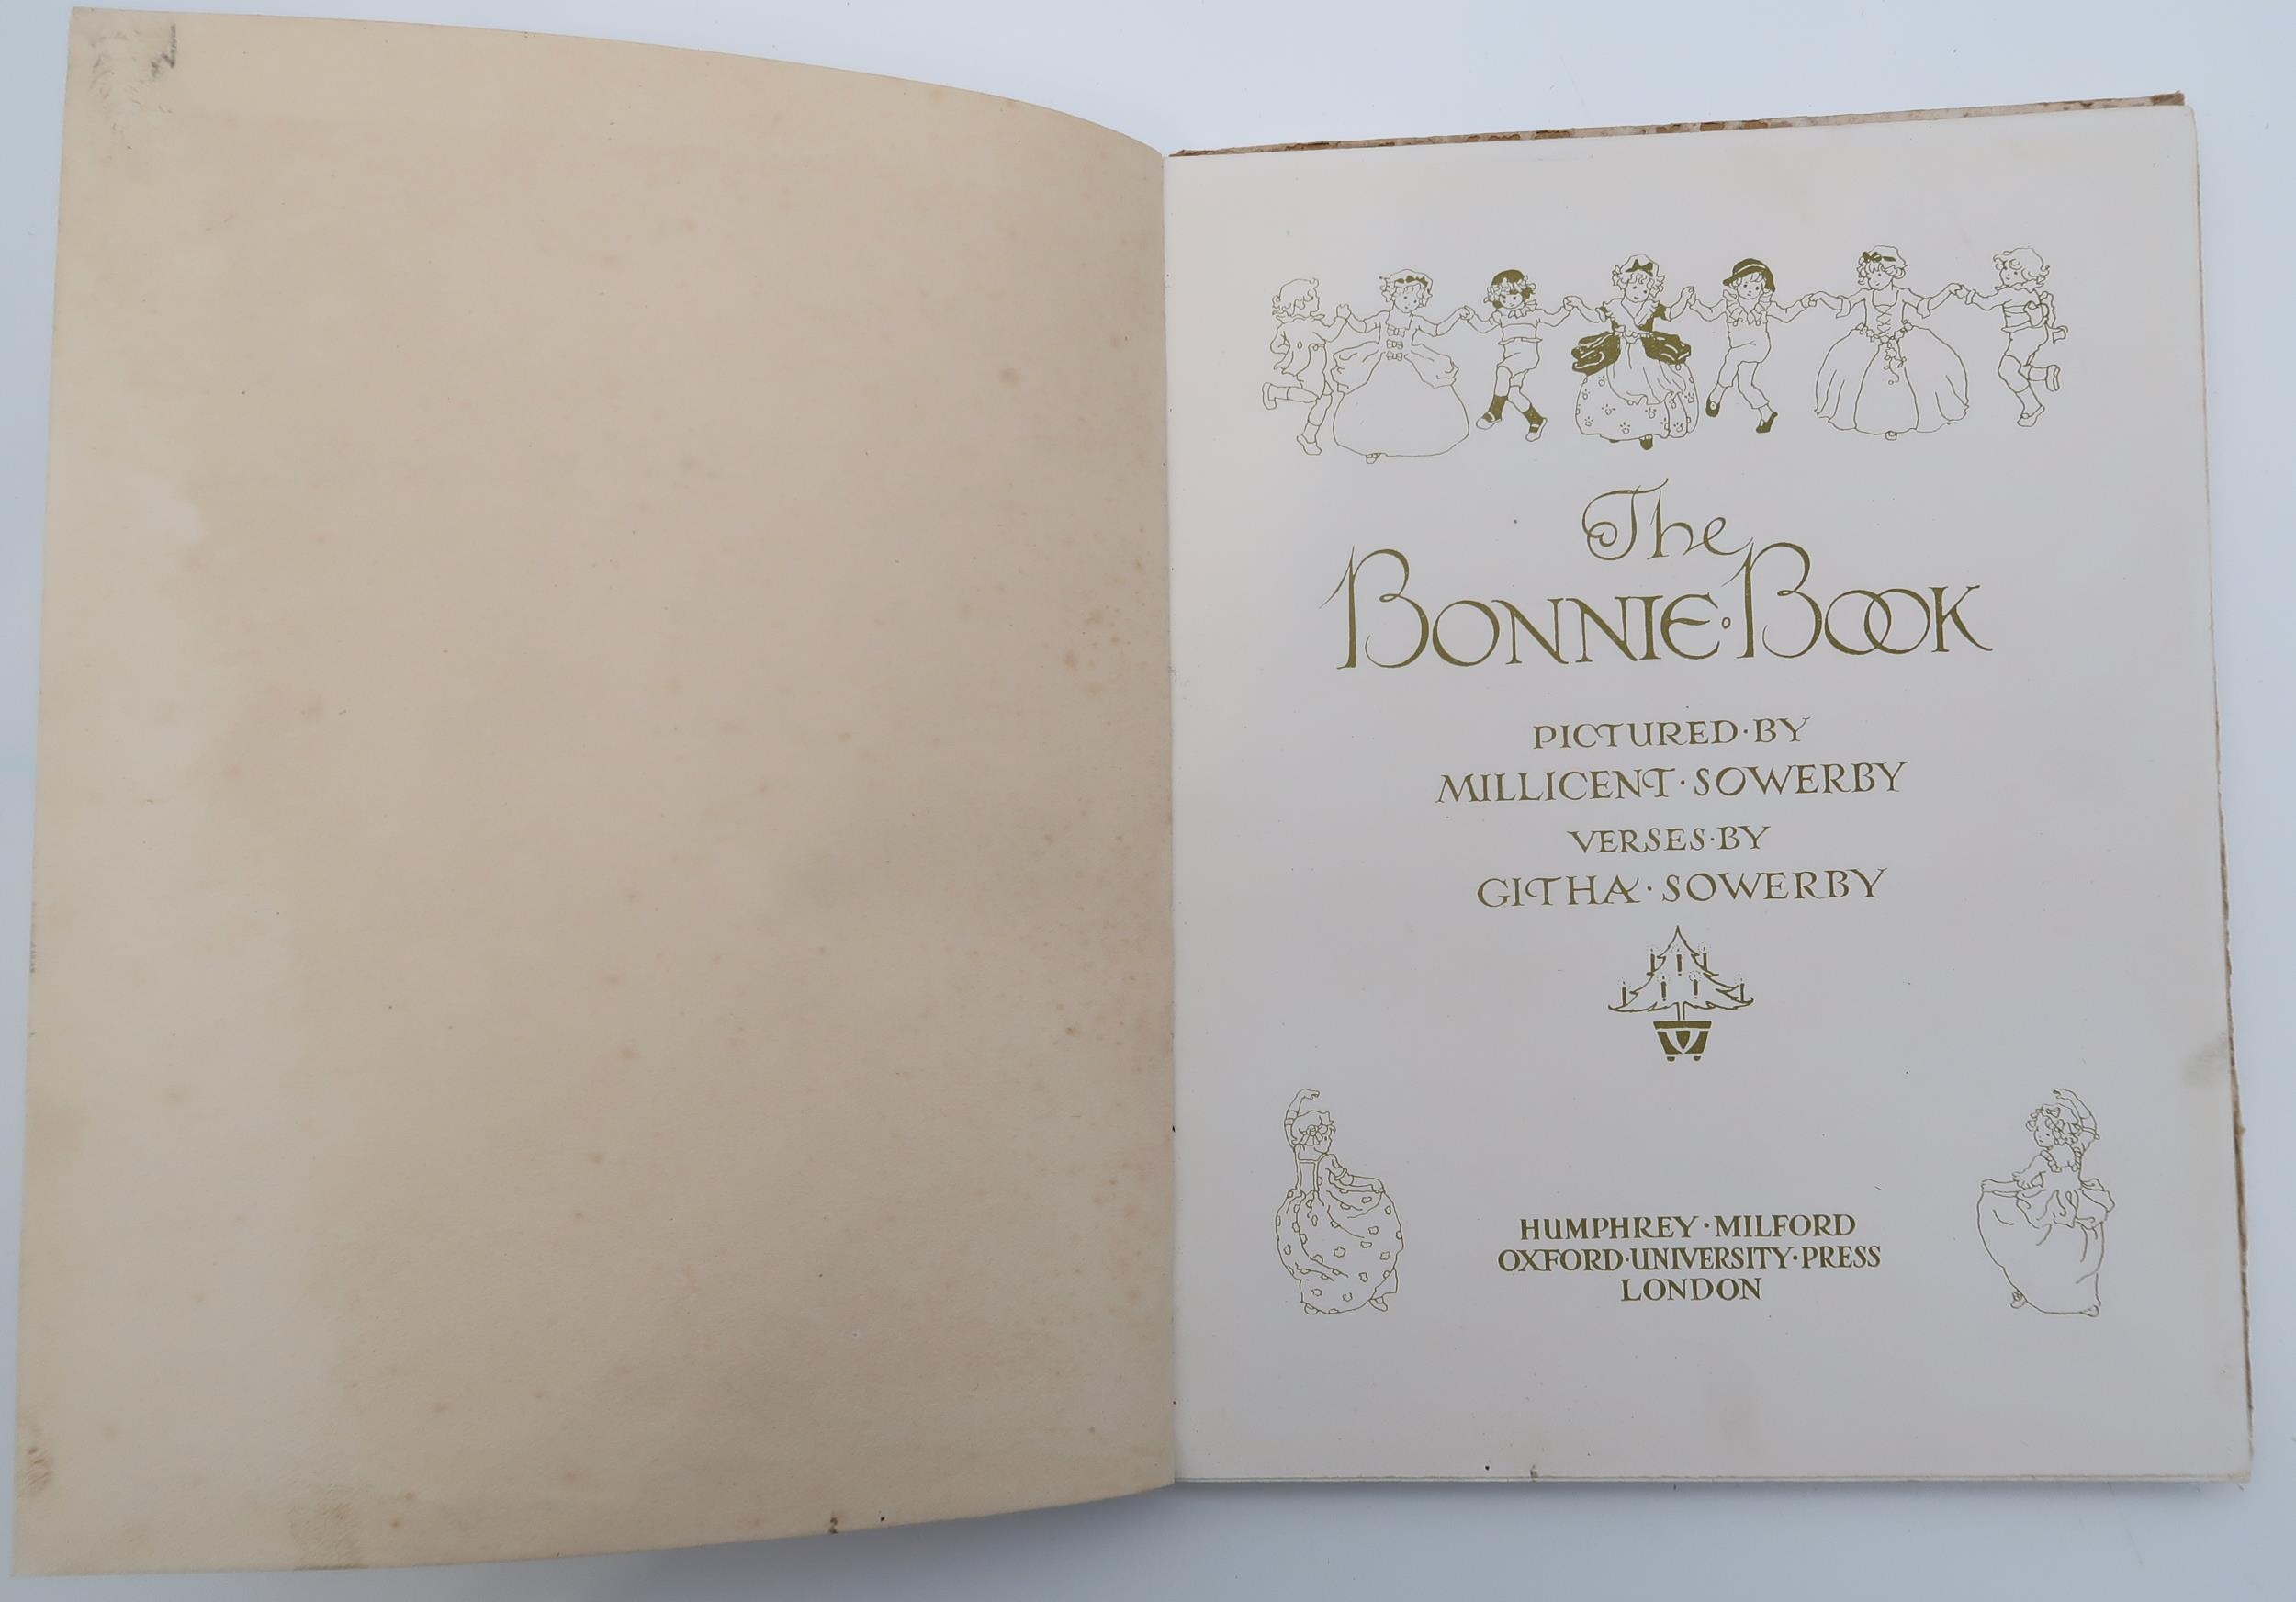 The
BONNIE·BOOK
PICTURED·BY
MILLICENT·SOWERBY
VERSES·BY
GITHA·SOWERBY
HUMPHREY·MILFORD
OXFORD·UNIVERSITY·PRESS
LONDON